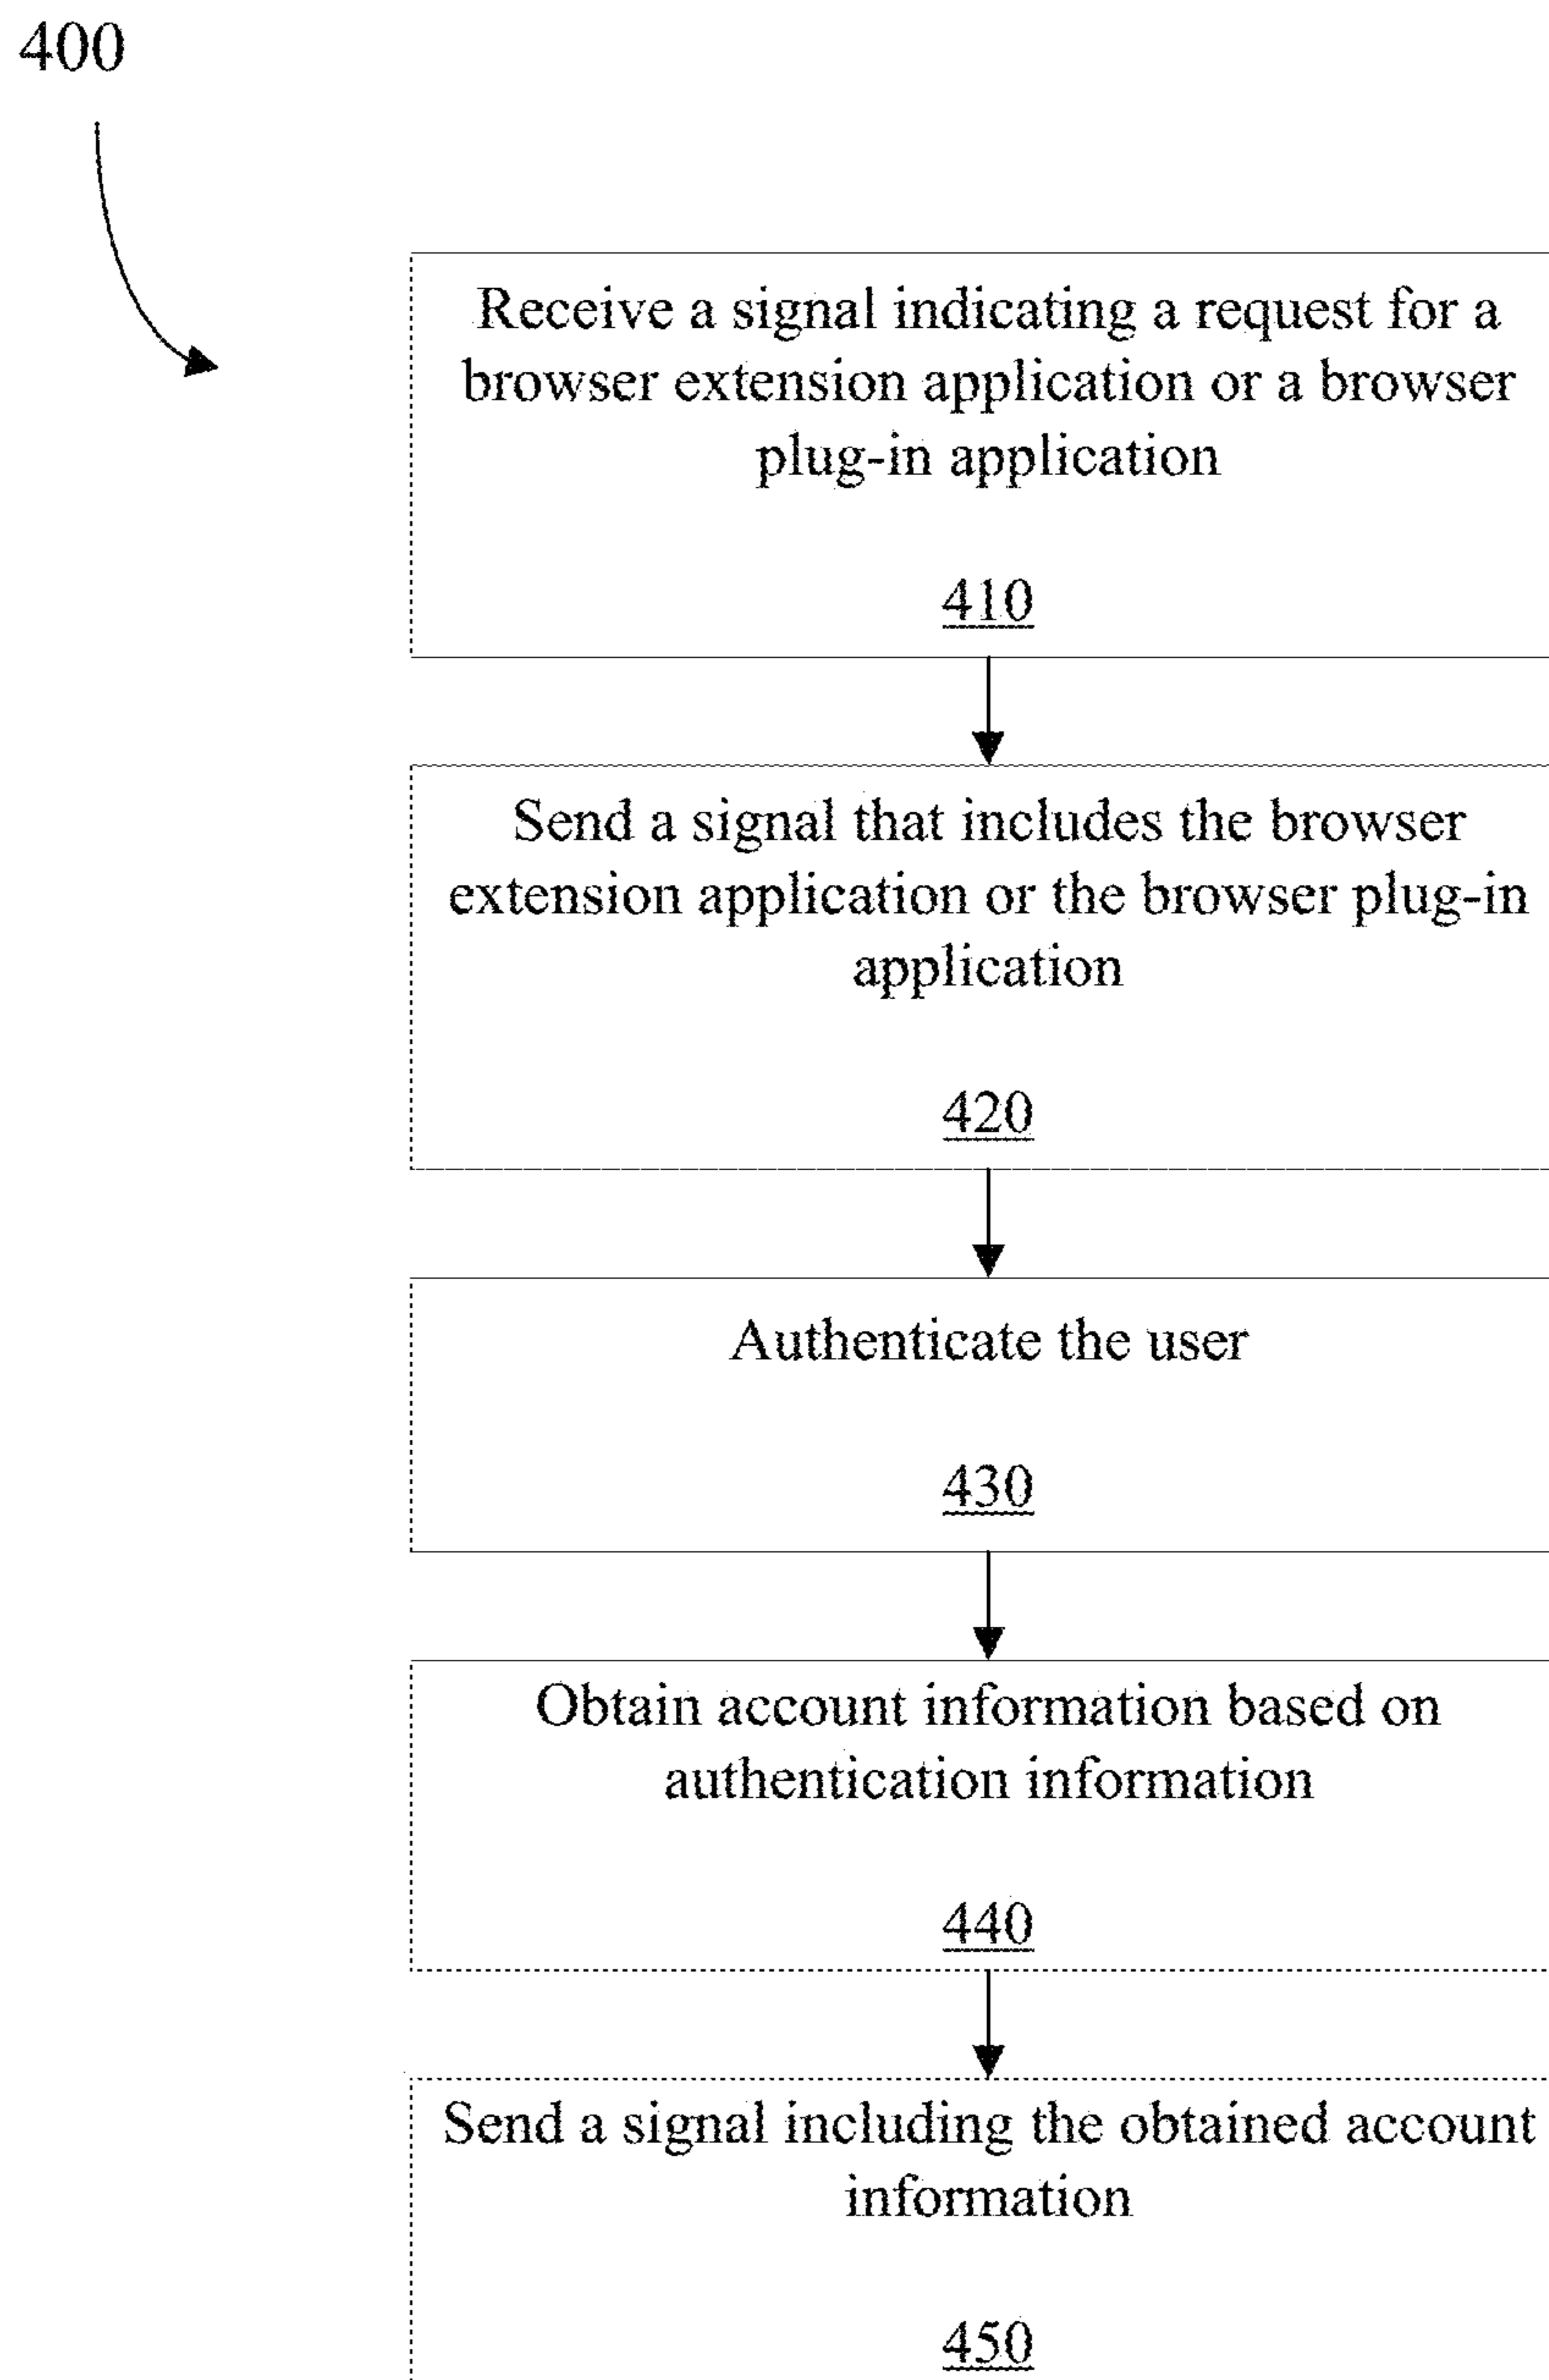 400
Receive a signal indicating a request for a
browser extension application or a browser
plug-in application
410
Send a signal that includes the browser
extension application or the browser plug-in
application
420
Authenticate the user
430
Obtain account information based on
authentication information
440
Send a signal including the obtained account
information
450